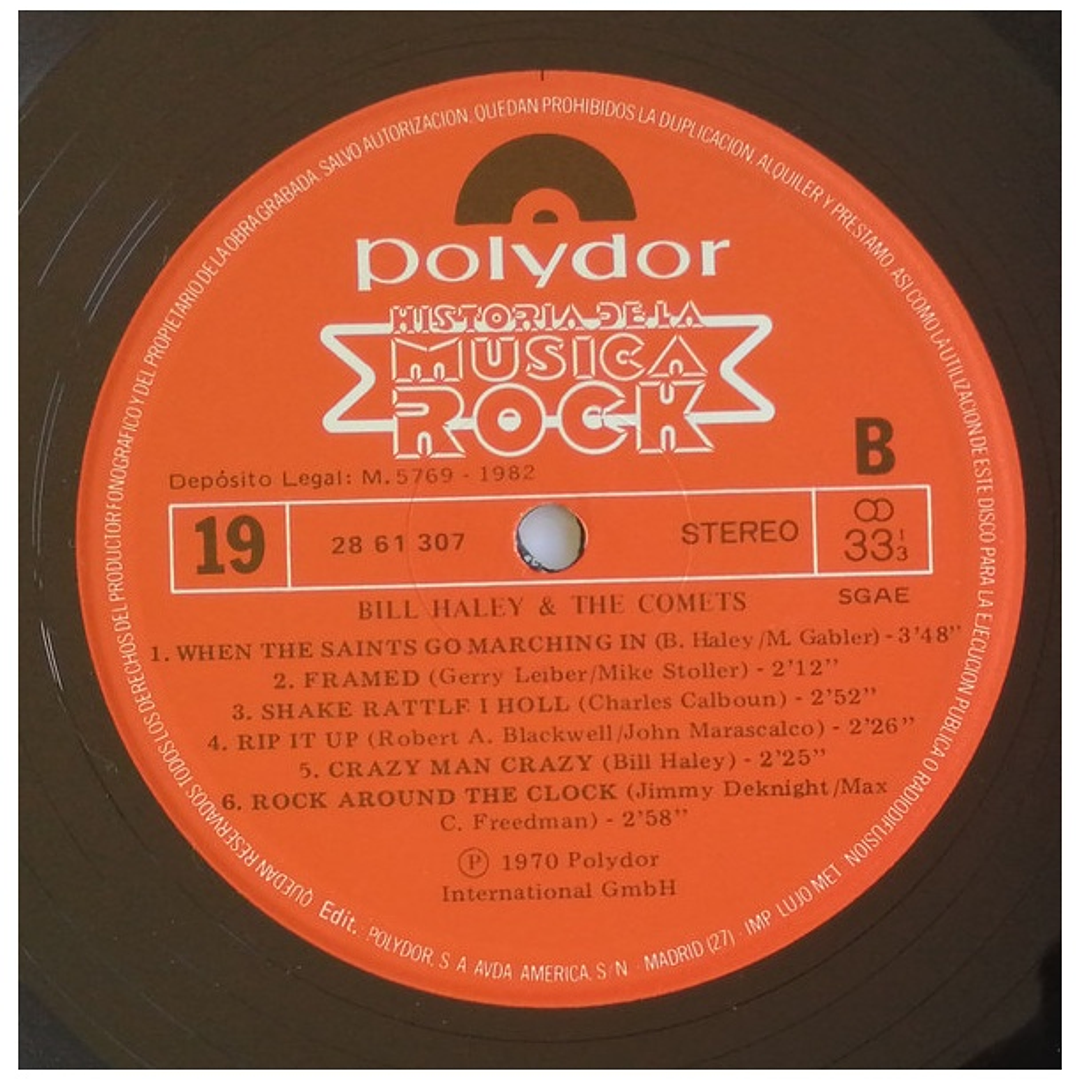 QUEDAN RESERVADOS TODOS LOS DERECHOS DEL PRODUCTOR FONOGRAFICO Y DEL PROPIETARIO DE LA OBRA GRABADA. SALVO AUTORIZACION. QUEDAN PROHIBIDOS LA DUPLICACION. ALQUILER Y PRESTAMO. ASI COMO LA UTILIZACION DE ESTE DISCO PARA LA EJECUCION PUBLICA O RADIODIFUSION
polydor
HISTORIA DE LA
MUSICA
ROCK
B
Depósito Legal: M. 5769 - 1982
19
28 61 307
STEREO
33 1/3
SGAE
BILL HALEY & THE COMETS
1. WHEN THE SAINTS GO MARCHING IN (B. Haley/M. Gabler) - 3'48''
2. FRAMED (Gerry Leiber/Mike Stoller) - 2'12''
3. SHAKE RATTLE I HOLL (Charles Calboun) - 2'52''
4. RIP IT UP (Robert A. Blackwell/John Marascalco) - 2'26''
5. CRAZY MAN CRAZY (Bill Haley) - 2'25''
6. ROCK AROUND THE CLOCK (Jimmy Deknight/Max
C. Freedman) - 2'58''
Ⓟ 1970 Polydor
International GmbH
Edit. POLYDOR, S A AVDA AMERICA, S/N - MADRID (27) - IMP LUJO MET